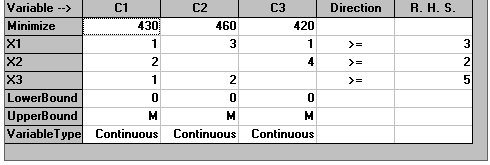 Variable --> C1 C2 C3 Direction R. H. S.
Minimize 430 460 420
X1 1 3 1 >= 3
X2 2 4 >= 2
X3 1 2 >= 5
LowerBound 0 0 0
UpperBound M M M
VariableType Continuous Continuous Continuous